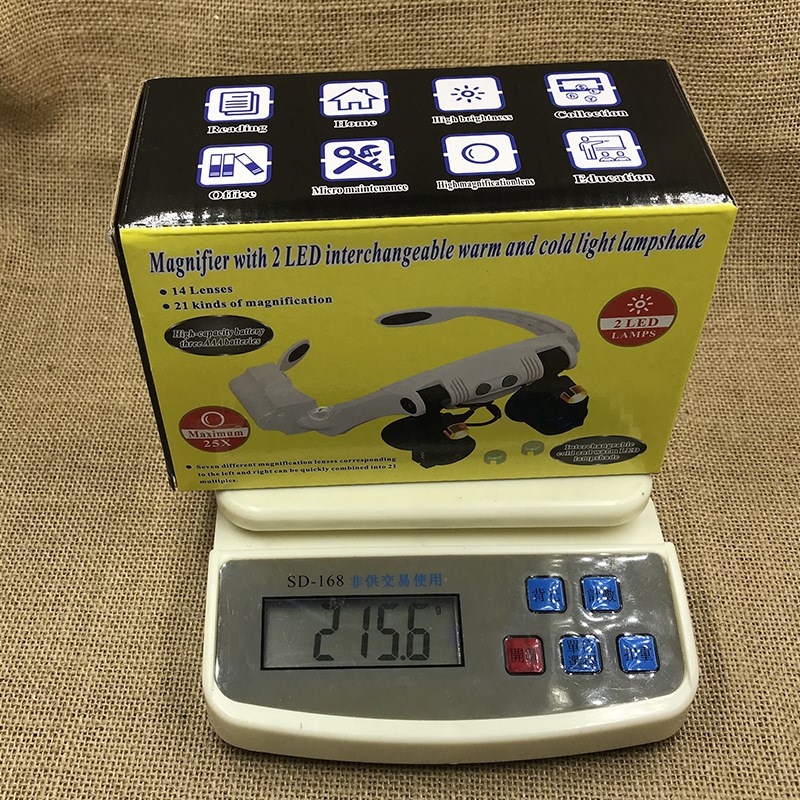 Reading
Home
High brightness
Collection
Office
Micro maintenance
High magnification lens
Education
Magnifier with 2 LED interchangeable warm and cold light lampshade
• 14 Lenses
• 21 kinds of magnification
High-capacity battery
three AAA batteries
2 LED
LAMPS
Maximum
25X
• Seven different magnification lenses corresponding
to the left and right can be quickly combined into 21
multiples.
Interchangeable
cold and warm LED
lampshade
SD-168 非供交易使用
215.6 g